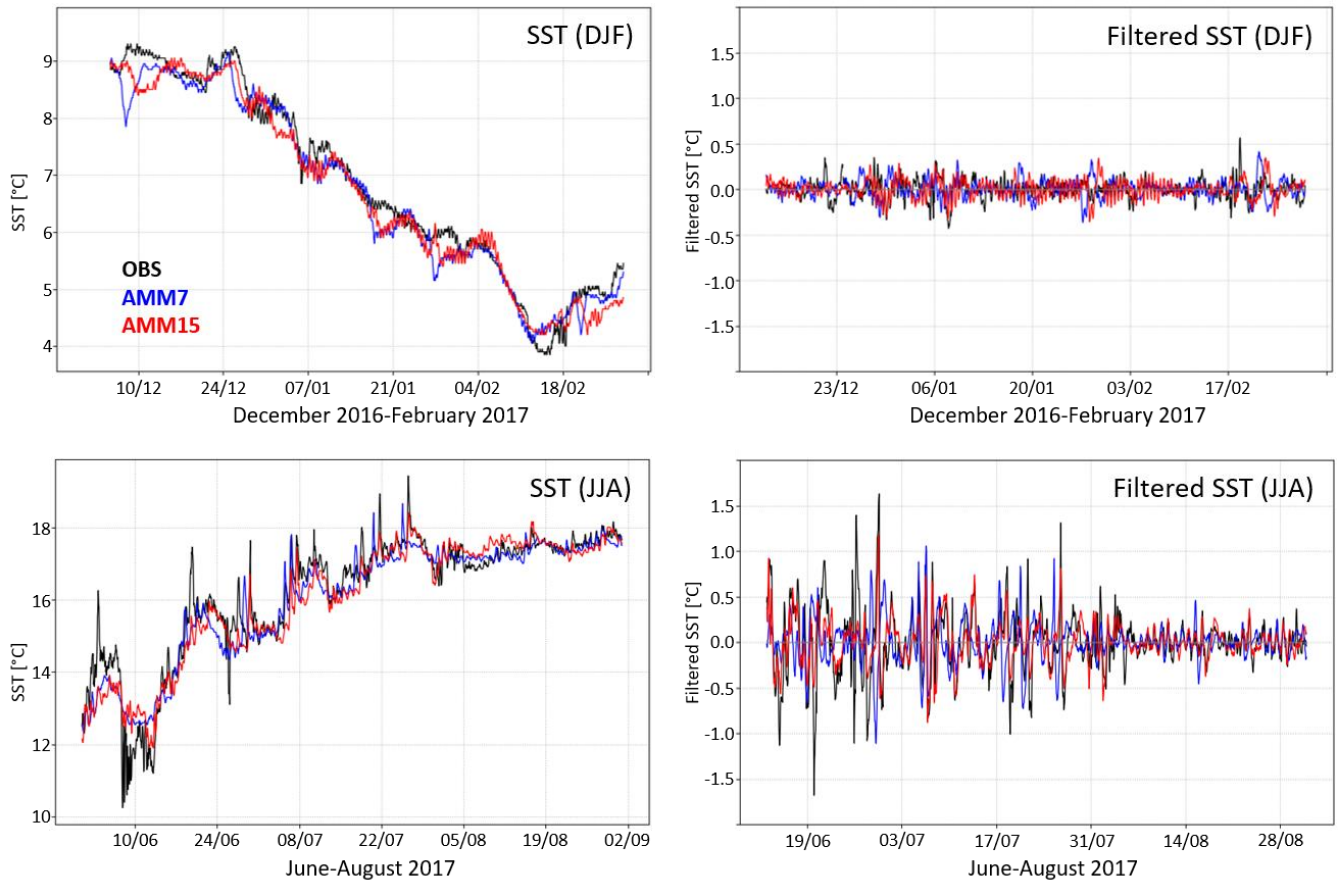 SST (DJF)
SST [°C]
9
8
7
6
5
4
OBS
AMM7
AMM15
10/12 24/12 07/01 21/01 04/02 18/02
December 2016-February 2017
Filtered SST (DJF)
Filtered SST [°C]
1.5
1.0
0.5
0.0
-0.5
-1.0
-1.5
23/12 06/01 20/01 03/02 17/02
December 2016-February 2017
SST (JJA)
SST [°C]
18
16
14
12
10
10/06 24/06 08/07 22/07 05/08 19/08 02/09
June-August 2017
Filtered SST (JJA)
Filtered SST [°C]
1.5
1.0
0.5
0.0
-0.5
-1.0
-1.5
19/06 03/07 17/07 31/07 14/08 28/08
June-August 2017